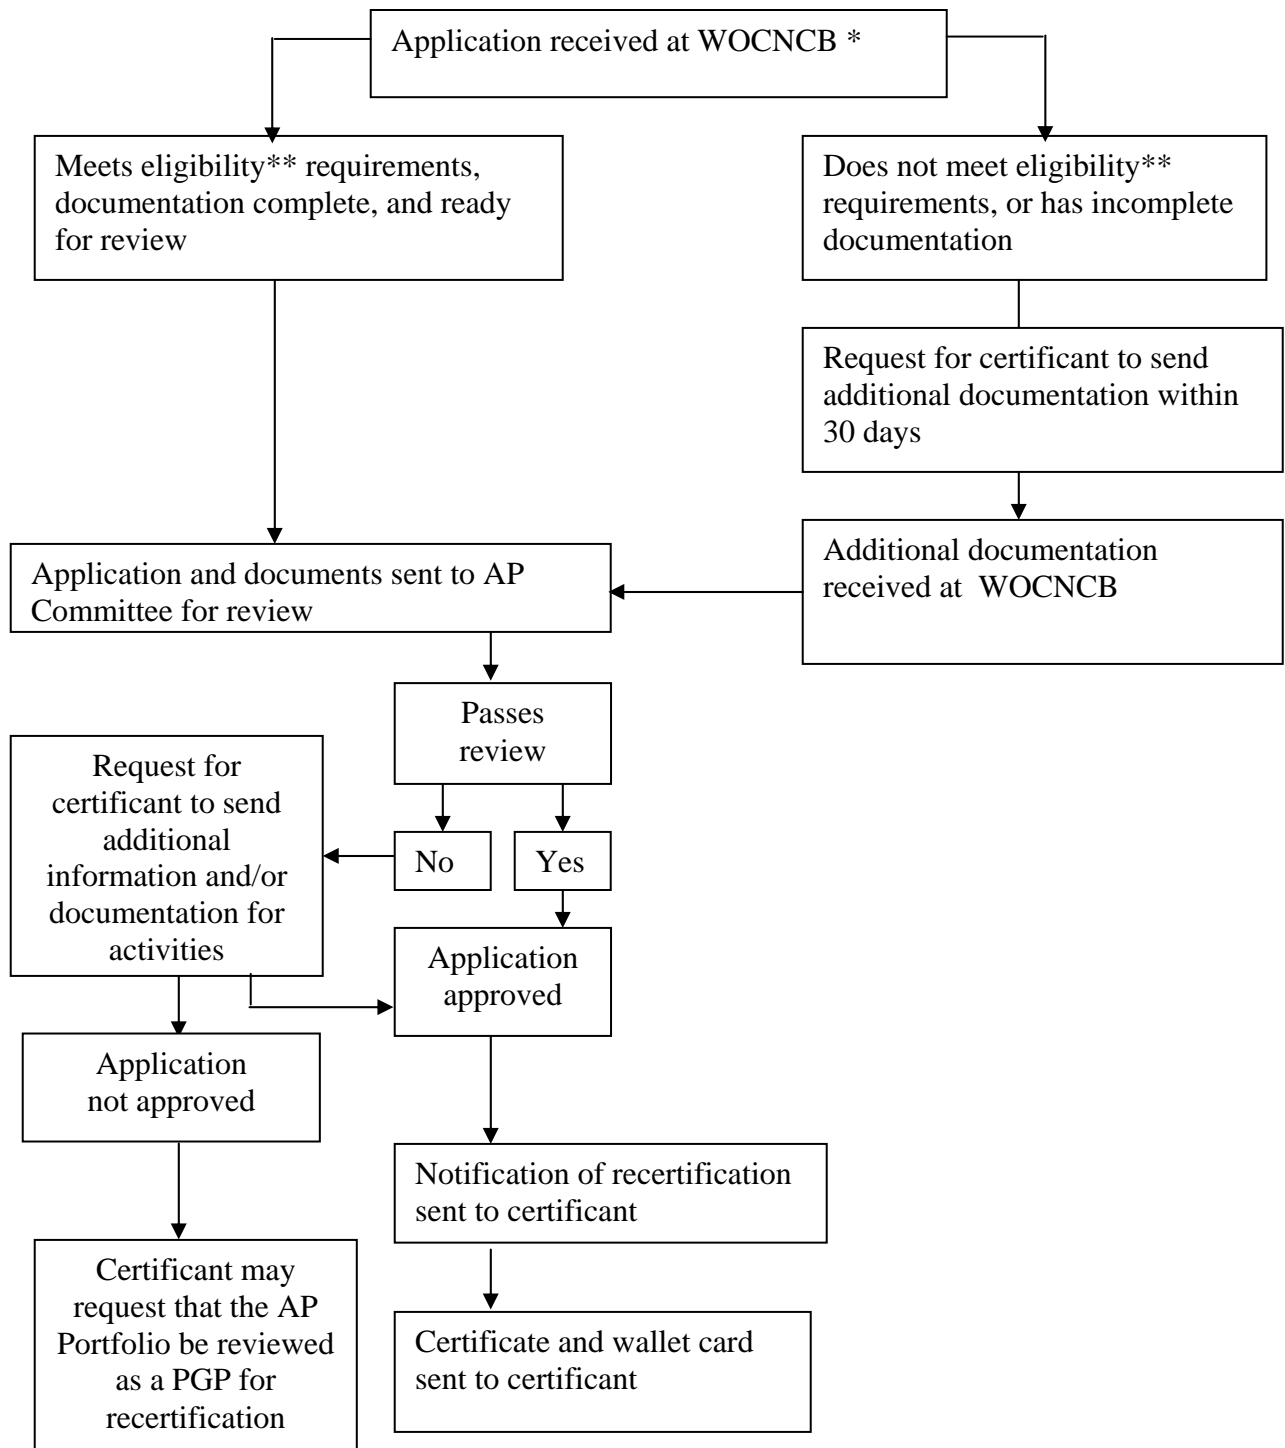 Application received at WOCNCB *
Meets eligibility** requirements,
documentation complete, and ready
for review
Does not meet eligibility**
requirements, or has incomplete
documentation
Request for certificant to send
additional documentation within
30 days
Additional documentation
received at  WOCNCB
Application and documents sent to AP
Committee for review
Passes
review
No
Yes
Request for
certificant to send
additional
information and/or
documentation for
activities
Application
approved
Application
not approved
Notification of recertification
sent to certificant
Certificant may
request that the AP
Portfolio be reviewed
as a PGP for
recertification
Certificate and wallet card
sent to certificant